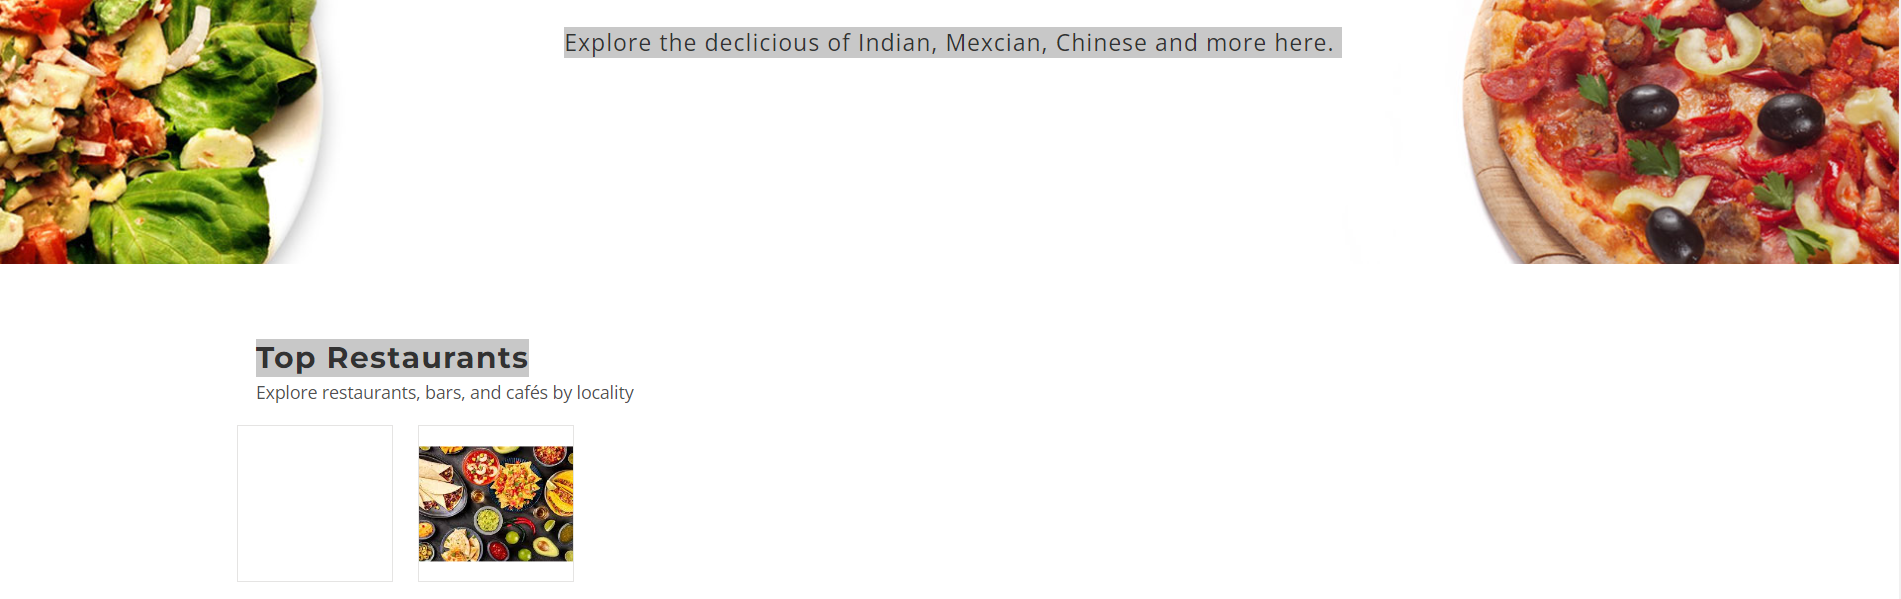 Explore the declicious of Indian, Mexcian, Chinese and more here.
Top Restaurants
Explore restaurants, bars, and cafés by locality